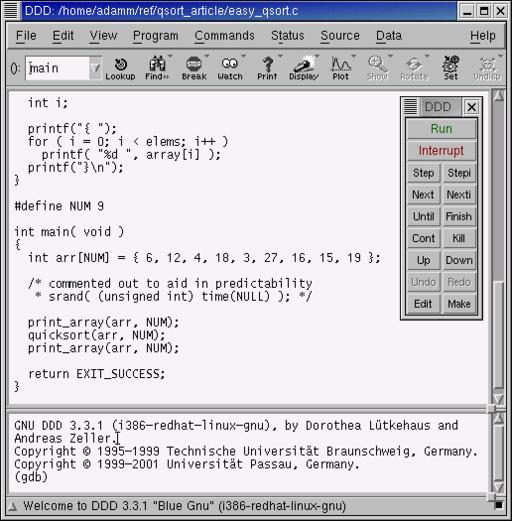 DDD: /home/adamm/ref/qsort_article/easy_qsort.c
File Edit View Program Commands Status Source Data Help
(): main
Lookup Find» Break Watch Print Display Plot Show Rotate Set Undisp
int i;
printf("{ ");
for ( i = 0; i < elems; i++ )
printf( "%d ", array[i] );
printf("}\n");
}
#define NUM 9
int main( void )
{
int arr[NUM] = { 6, 12, 4, 18, 3, 27, 16, 15, 19 };
/* commented out to aid in predictability
* srand( (unsigned int) time(NULL) ); */
print_array(arr, NUM);
quicksort(arr, NUM);
print_array(arr, NUM);
return EXIT_SUCCESS;
}
DDD
Run
Interrupt
Step Stepi
Next Nexti
Until Finish
Cont Kill
Up Down
Undo Redo
Edit Make
GNU DDD 3.3.1 (i386-redhat-linux-gnu), by Dorothea Lütkehaus and
Andreas Zeller.
Copyright © 1995-1999 Technische Universität Braunschweig, Germany.
Copyright © 1999-2001 Universität Passau, Germany.
(gdb)
Welcome to DDD 3.3.1 "Blue Gnu" (i386-redhat-linux-gnu)